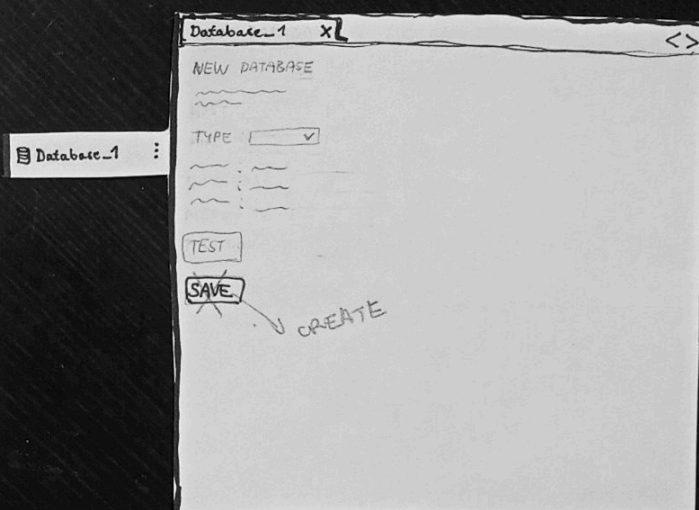 Database_1 X
< >
NEW DATABASE
TYPE
Database_1
TEST
SAVE
CREATE